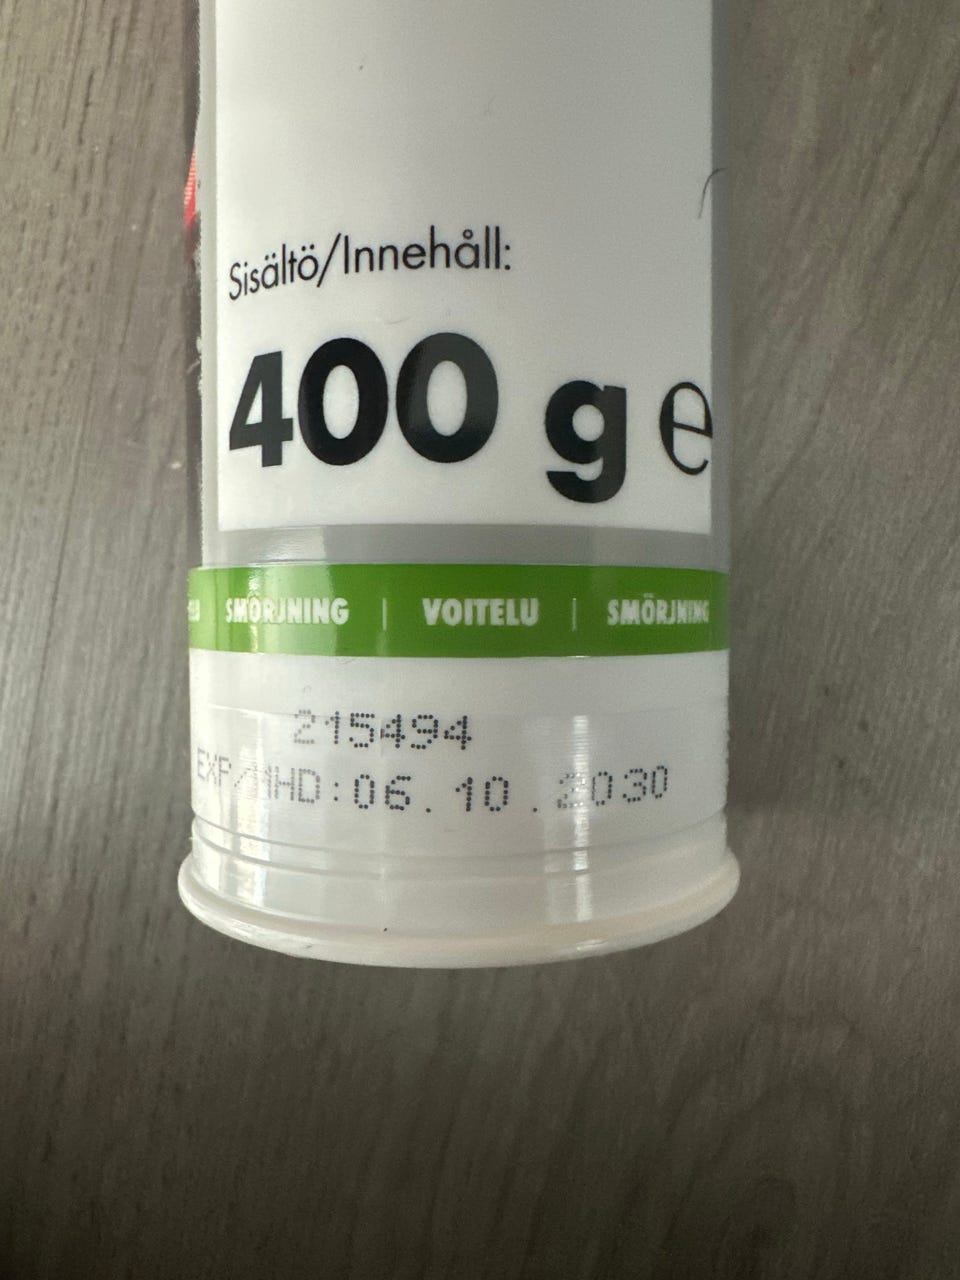 Sisältö/Innehåll:
400 g e
SMÖRJNING | VOITELU | SMÖRJNING
215494
EXP/MHD:06.10.2030